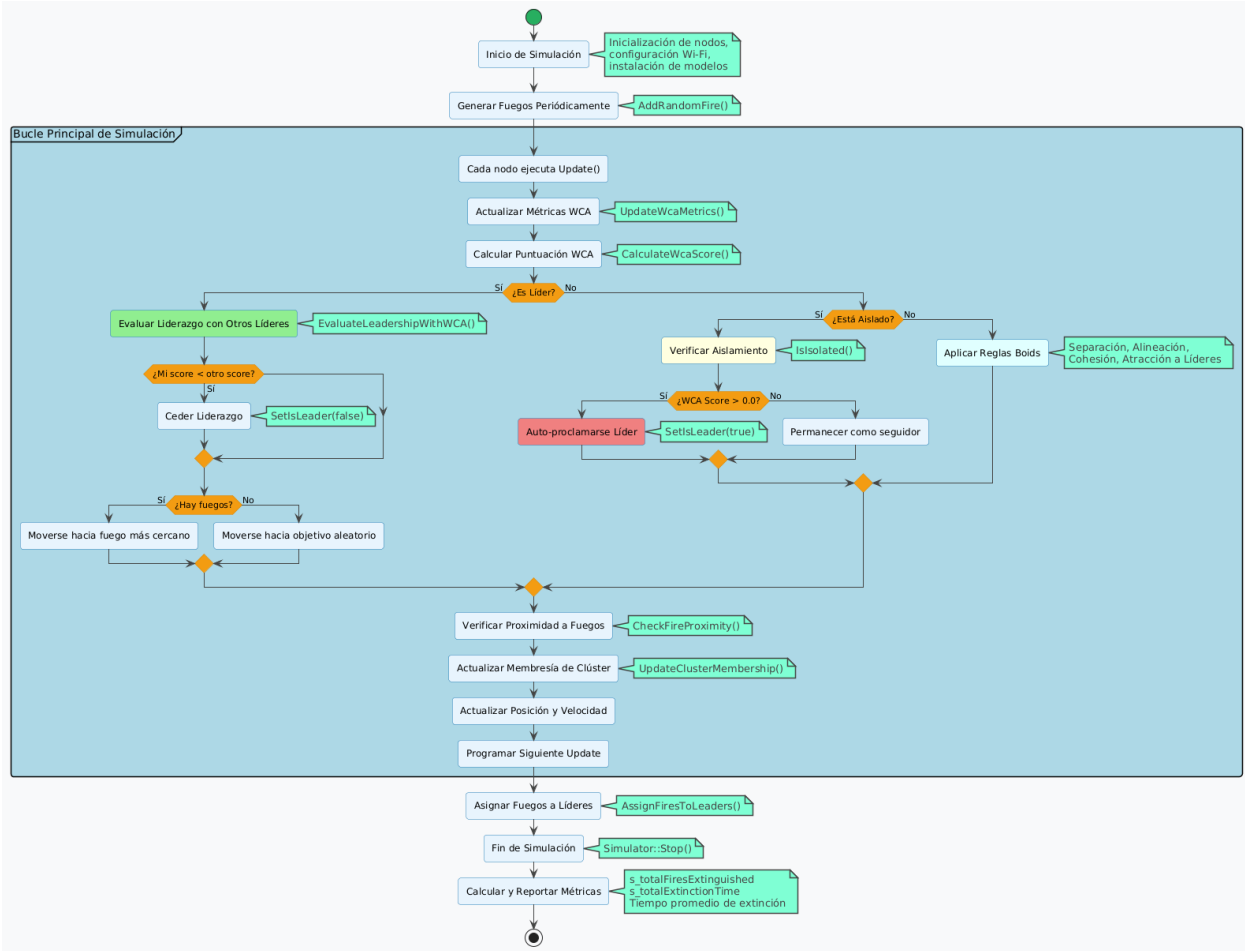 Inicio de Simulación
Inicialización de nodos,
configuración Wi-Fi,
instalación de modelos
Generar Fuegos Periódicamente
AddRandomFire()
Bucle Principal de Simulación
Cada nodo ejecuta Update()
Actualizar Métricas WCA
UpdateWcaMetrics()
Calcular Puntuación WCA
CalculateWcaScore()
Sí
¿Es Líder?
No
Evaluar Liderazgo con Otros Líderes
EvaluateLeadershipWithWCA()
¿Mi score < otro score?
Sí
Ceder Liderazgo
SetIsLeader(false)
Sí
¿Hay fuegos?
No
Moverse hacia fuego más cercano
Moverse hacia objetivo aleatorio
Sí
¿Está Aislado?
No
Verificar Aislamiento
IsIsolated()
Aplicar Reglas Boids
Separación, Alineación,
Cohesión, Atracción a Líderes
Sí
¿WCA Score > 0.0?
No
Auto-proclamarse Líder
SetIsLeader(true)
Permanecer como seguidor
Verificar Proximidad a Fuegos
CheckFireProximity()
Actualizar Membresía de Clúster
UpdateClusterMembership()
Actualizar Posición y Velocidad
Programar Siguiente Update
Asignar Fuegos a Líderes
AssignFiresToLeaders()
Fin de Simulación
Simulator::Stop()
Calcular y Reportar Métricas
s_totalFiresExtinguished
s_totalExtinctionTime
Tiempo promedio de extinción